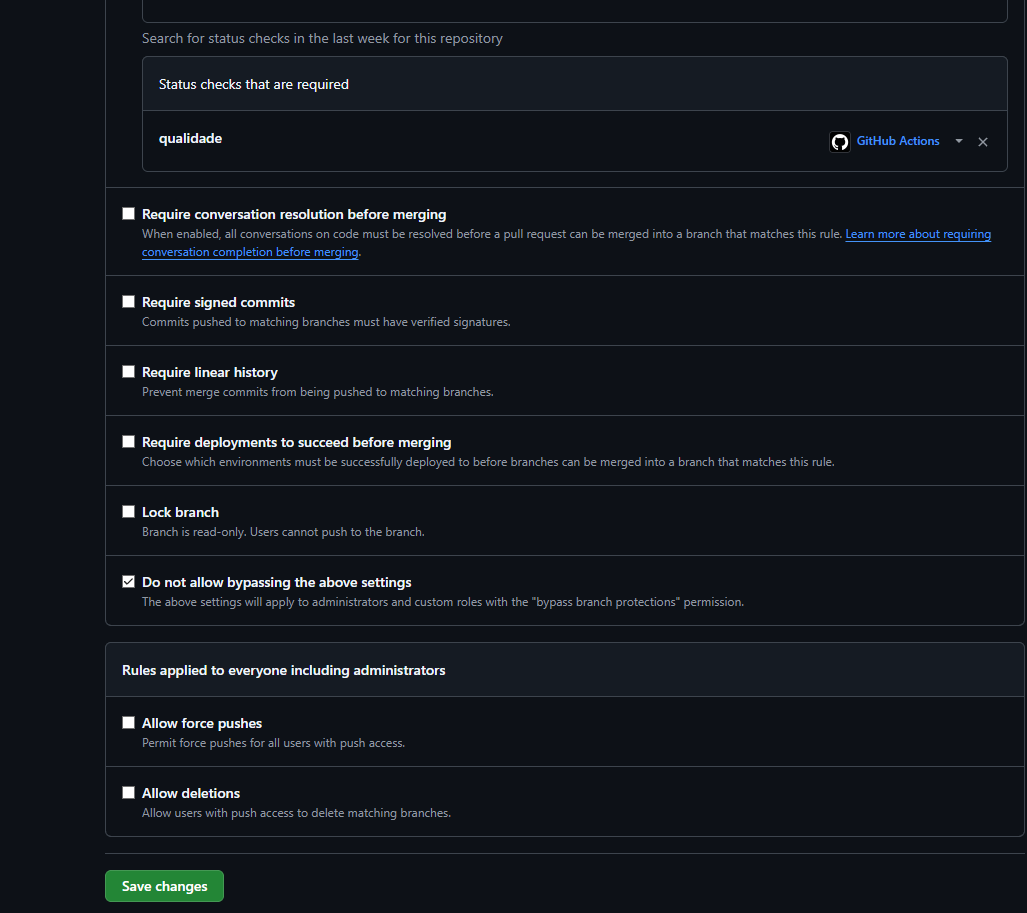 Search for status checks in the last week for this repository
Status checks that are required
qualidade
GitHub Actions
Require conversation resolution before merging
When enabled, all conversations on code must be resolved before a pull request can be merged into a branch that matches this rule. Learn more about requiring
conversation completion before merging.
Require signed commits
Commits pushed to matching branches must have verified signatures.
Require linear history
Prevent merge commits from being pushed to matching branches.
Require deployments to succeed before merging
Choose which environments must be successfully deployed to before branches can be merged into a branch that matches this rule.
Lock branch
Branch is read-only. Users cannot push to the branch.
Do not allow bypassing the above settings
The above settings will apply to administrators and custom roles with the "bypass branch protections" permission.
Rules applied to everyone including administrators
Allow force pushes
Permit force pushes for all users with push access.
Allow deletions
Allow users with push access to delete matching branches.
Save changes